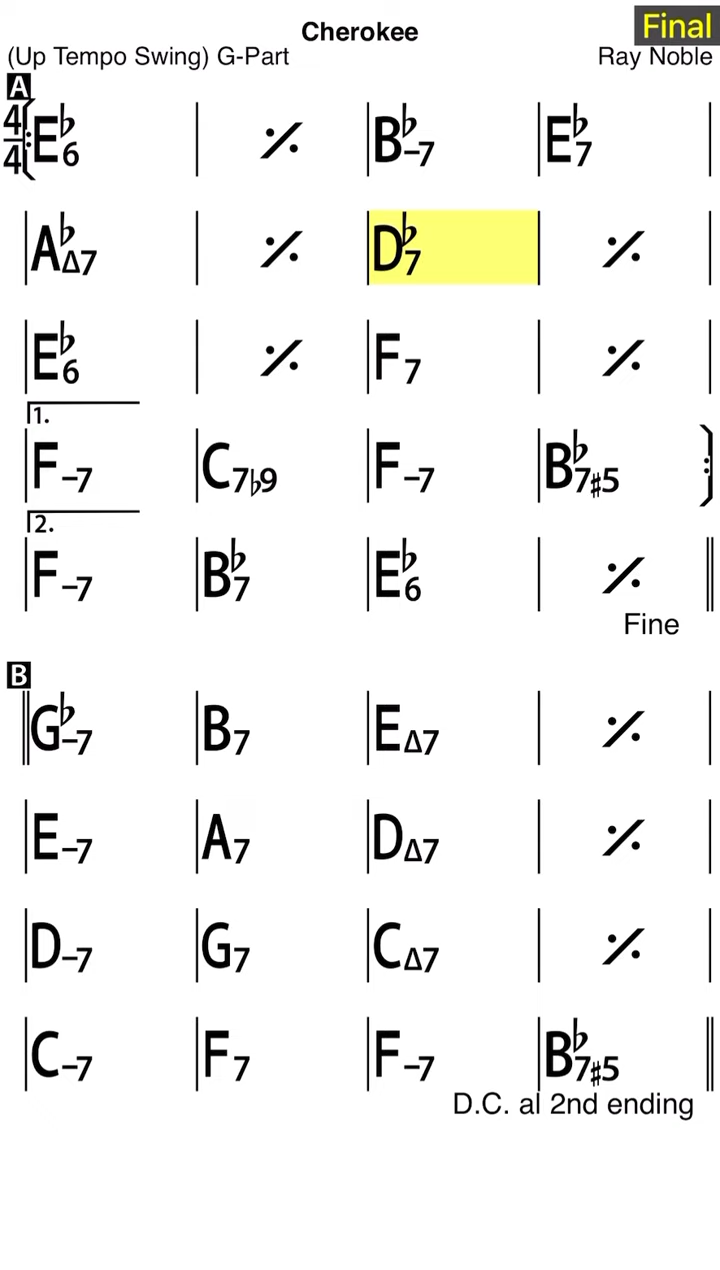 Cherokee
Final
(Up Tempo Swing) G-Part Ray Noble
A
4/4 E♭6 | 𝄎 | B♭–7 | E♭7 |
| A♭Δ7 | 𝄎 | D♭7 | 𝄎 |
| E♭6 | 𝄎 | F7 | 𝄎 |
1.
| F–7 | C7♭9 | F–7 | B♭7♯5
2.
| F–7 | B♭7 | E♭6 | 𝄎 ||
Fine
B
|| G♭–7 | B7 | EΔ7 | 𝄎 |
| E–7 | A7 | DΔ7 | 𝄎 |
| D–7 | G7 | CΔ7 | 𝄎 |
| C–7 | F7 | F–7 | B♭7♯5 ||
D.C. al 2nd ending